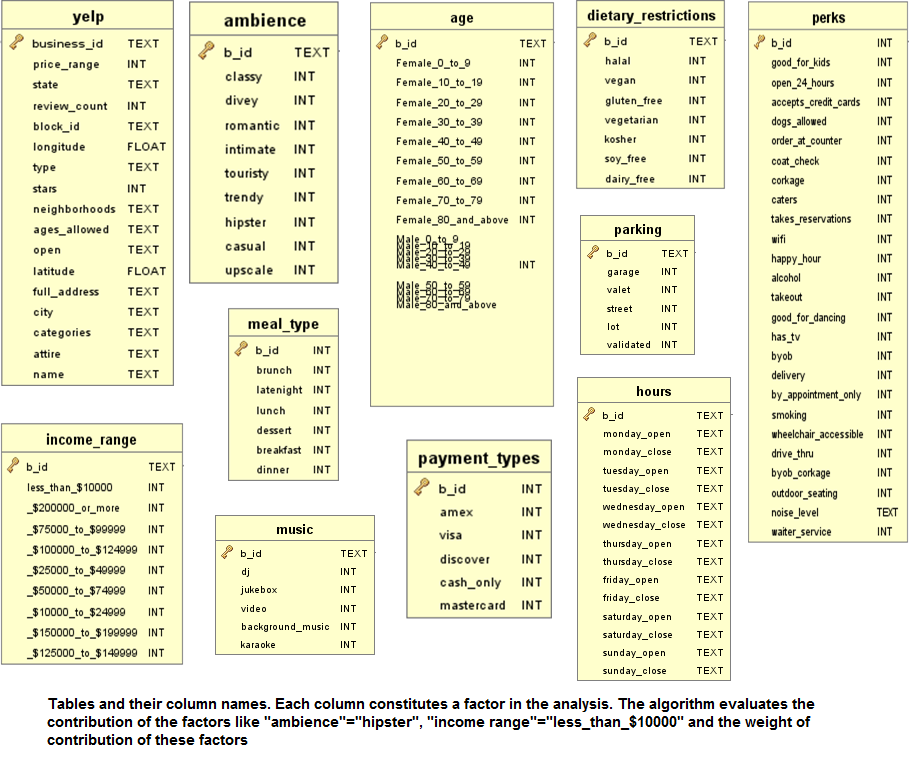 yelp
business_id TEXT
price_range INT
state TEXT
review_count INT
block_id TEXT
longitude FLOAT
type TEXT
stars INT
neighborhoods TEXT
ages_allowed TEXT
open TEXT
latitude FLOAT
full_address TEXT
city TEXT
categories TEXT
attire TEXT
name TEXT
ambience
b_id TEXT
classy INT
divey INT
romantic INT
intimate INT
touristy INT
trendy INT
hipster INT
casual INT
upscale INT
age
b_id TEXT
Female_0_to_9 INT
Female_10_to_19 INT
Female_20_to_29 INT
Female_30_to_39 INT
Female_40_to_49 INT
Female_50_to_59 INT
Female_60_to_69 INT
Female_70_to_79 INT
Female_80_and_above INT
Male_0_to_9
Male_10_to_19
Male_20_to_29
Male_30_to_39
Male_40_to_49 INT
Male_50_to_59
Male_60_to_69
Male_70_to_79
Male_80_and_above
dietary_restrictions
b_id TEXT
halal INT
vegan INT
gluten_free INT
vegetarian INT
kosher INT
soy_free INT
dairy_free INT
perks
b_id INT
good_for_kids INT
open_24_hours INT
accepts_credit_cards INT
dogs_allowed INT
order_at_counter INT
coat_check INT
corkage INT
caters INT
takes_reservations INT
wifi INT
happy_hour INT
alcohol INT
takeout INT
good_for_dancing INT
has_tv INT
byob INT
delivery INT
by_appointment_only INT
smoking INT
wheelchair_accessible INT
drive_thru INT
byob_corkage INT
outdoor_seating INT
noise_level TEXT
waiter_service INT
parking
b_id TEXT
garage INT
valet INT
street INT
lot INT
validated INT
meal_type
b_id INT
brunch INT
latenight INT
lunch INT
dessert INT
breakfast INT
dinner INT
hours
b_id TEXT
monday_open TEXT
monday_close TEXT
tuesday_open TEXT
tuesday_close TEXT
wednesday_open TEXT
wednesday_close TEXT
thursday_open TEXT
thursday_close TEXT
friday_open TEXT
friday_close TEXT
saturday_open TEXT
saturday_close TEXT
sunday_open TEXT
sunday_close TEXT
income_range
b_id TEXT
less_than_$10000 INT
_$200000_or_more INT
_$75000_to_$99999 INT
_$100000_to_$124999 INT
_$25000_to_$49999 INT
_$50000_to_$74999 INT
_$10000_to_$24999 INT
_$150000_to_$199999 INT
_$125000_to_$149999 INT
payment_types
b_id INT
amex INT
visa INT
discover INT
cash_only INT
mastercard INT
music
b_id TEXT
dj INT
jukebox INT
video INT
background_music INT
karaoke INT
Tables and their column names. Each column constitutes a factor in the analysis. The algorithm evaluates the
contribution of the factors like "ambience"="hipster", "income range"="less_than_$10000" and the weight of
contribution of these factors